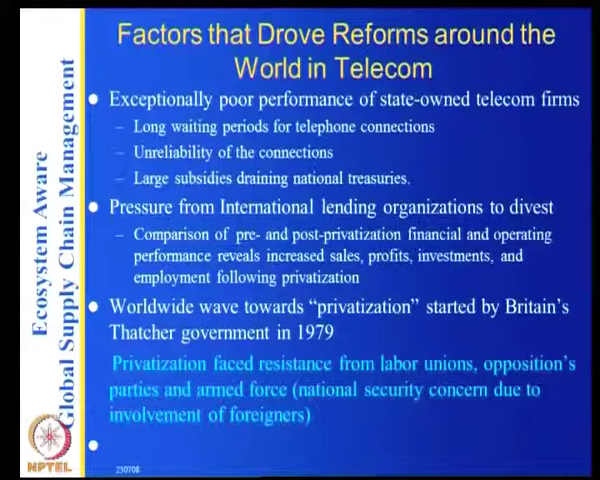 Factors that Drove Reforms around the
World in Telecom
Ecosystem Aware
Global Supply Chain Management
• Exceptionally poor performance of state-owned telecom firms
– Long waiting periods for telephone connections
– Unreliability of the connections
– Large subsidies draining national treasuries.
• Pressure from International lending organizations to divest
– Comparison of pre- and post-privatization financial and operating
performance reveals increased sales, profits, investments, and
employment following privatization
• Worldwide wave towards “privatization” started by Britain’s
Thatcher government in 1979
Privatization faced resistance from labor unions, opposition’s
parties and armed force (national security concern due to
involvement of foreigners)
•
NPTEL
250708